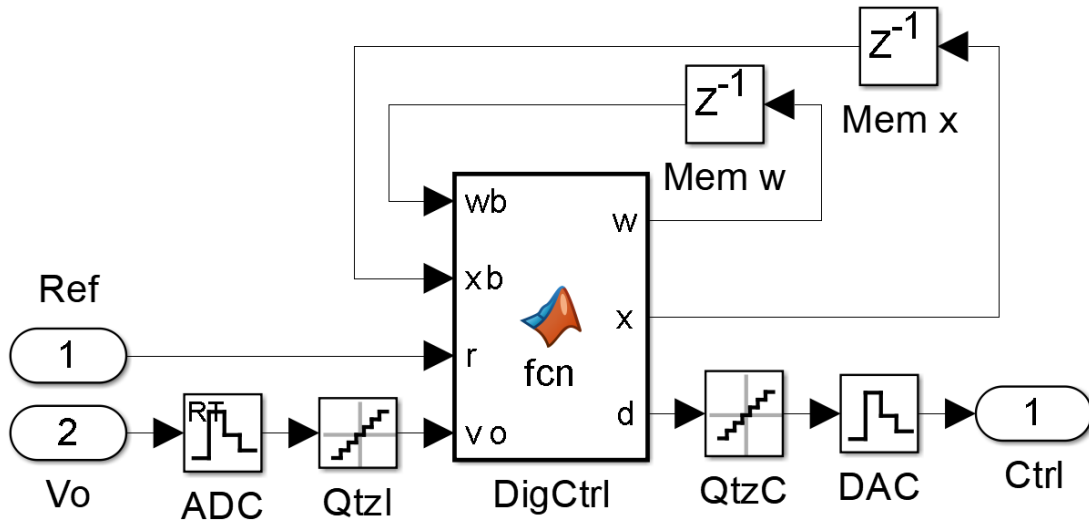 Z-1
Mem x
Z-1
Mem w
wb
w
xb
Ref
1
x
r
fcn
RT
2
vo
d
1
Vo
ADC
QtzI
DigCtrl
QtzC
DAC
Ctrl